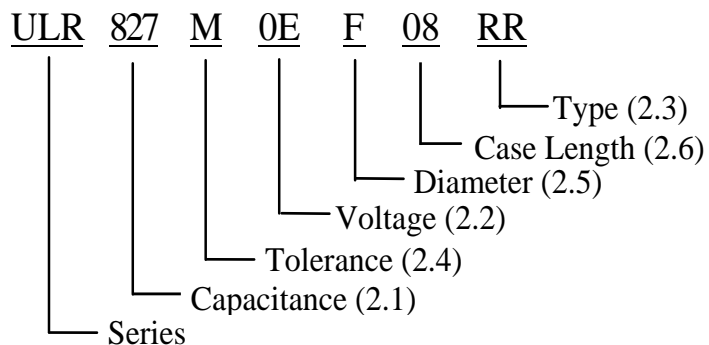 ULR 827 M 0E F 08 RR
Type (2.3)
Case Length (2.6)
Diameter (2.5)
Voltage (2.2)
Tolerance (2.4)
Capacitance (2.1)
Series